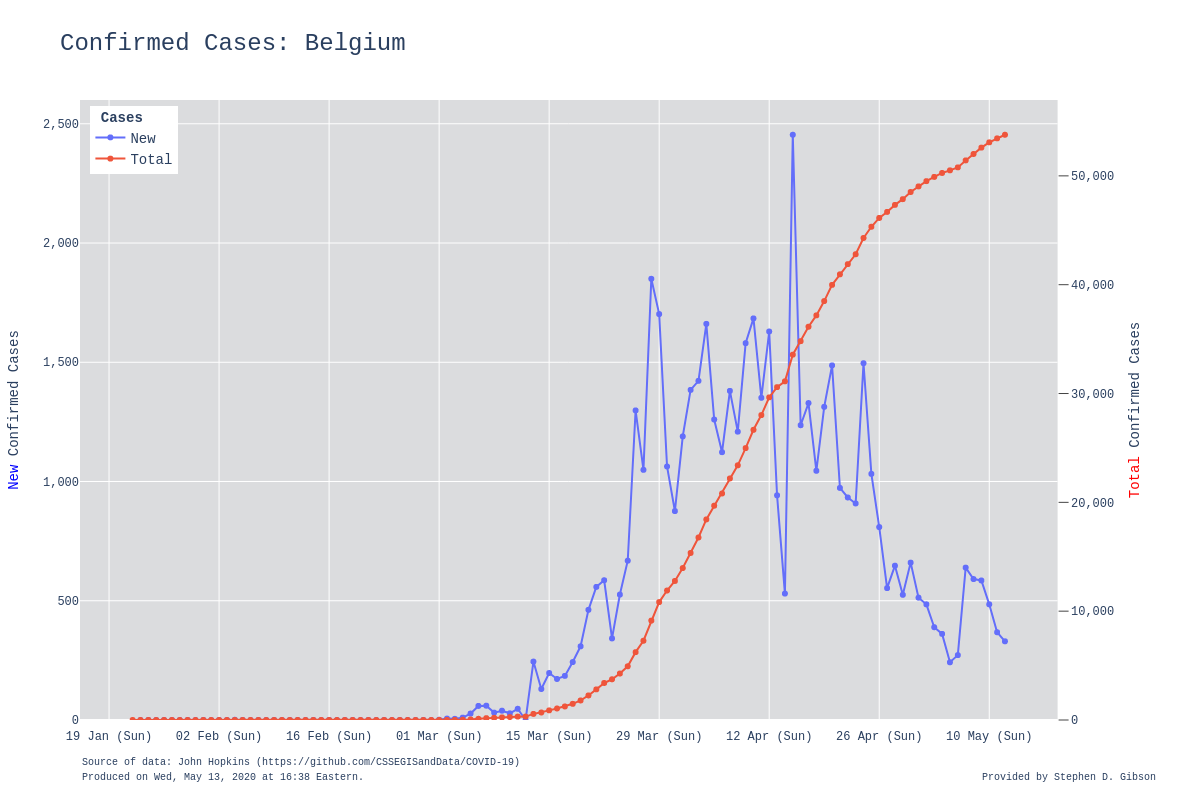 Confirmed Cases: Belgium
Cases
New
Total
2,500
2,000
1,500
1,000
500
0
50,000
40,000
30,000
20,000
10,000
0
New Confirmed Cases
Total Confirmed Cases
19 Jan (Sun) 02 Feb (Sun) 16 Feb (Sun) 01 Mar (Sun) 15 Mar (Sun) 29 Mar (Sun) 12 Apr (Sun) 26 Apr (Sun) 10 May (Sun)
Source of data: John Hopkins (https://github.com/CSSEGISandData/COVID-19)
Produced on Wed, May 13, 2020 at 16:38 Eastern.
Provided by Stephen D. Gibson